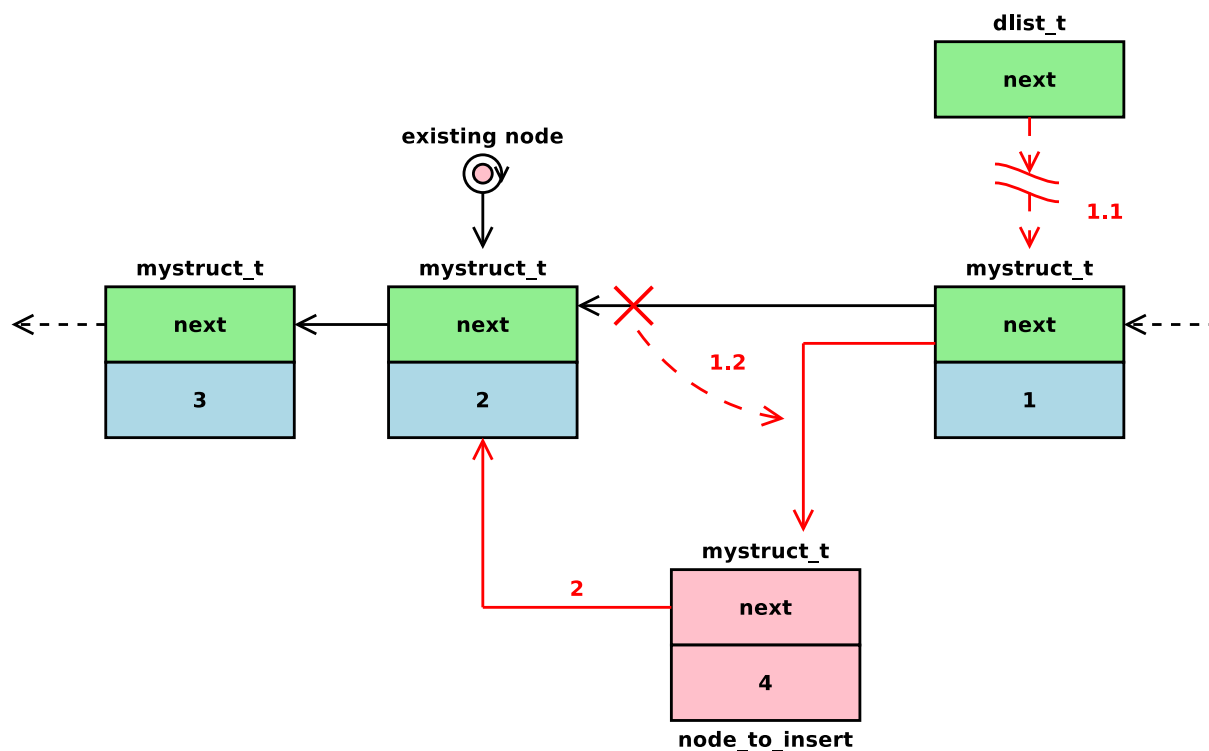 dlist_t
next
existing node
1.1
mystruct_t
mystruct_t
mystruct_t
next
next
next
1.2
3
2
1
mystruct_t
2
next
4
node_to_insert